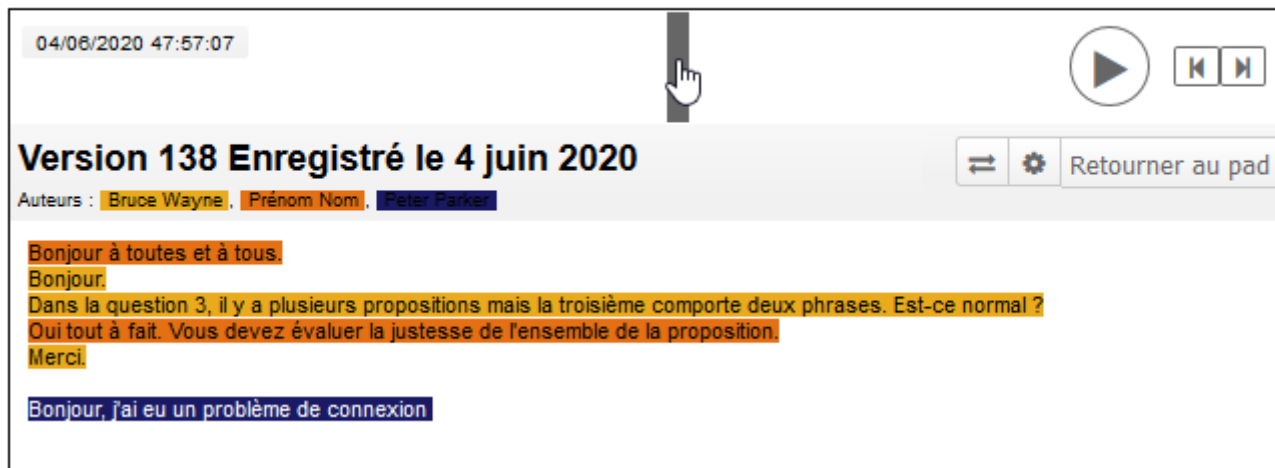 04/06/2020 47:57:07
Version 138 Enregistré le 4 juin 2020
Retourner au pad
Auteurs : Bruce Wayne, Prénom Nom, Peter Parker
Bonjour à toutes et à tous.
Bonjour.
Dans la question 3, il y a plusieurs propositions mais la troisième comporte deux phrases. Est-ce normal ?
Oui tout à fait. Vous devez évaluer la justesse de l'ensemble de la proposition.
Merci.
Bonjour, j'ai eu un problème de connexion